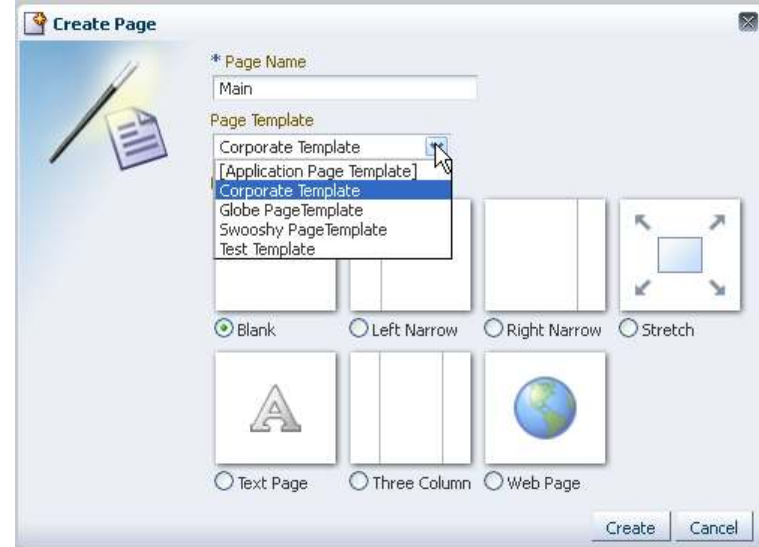 Create Page
* Page Name
Main
Page Template
Corporate Template
[Application Page Template]
Corporate Template
Globe PageTemplate
Swooshy PageTemplate
Test Template
Blank
Left Narrow
Right Narrow
Stretch
A
Text Page
Three Column
Web Page
Create
Cancel